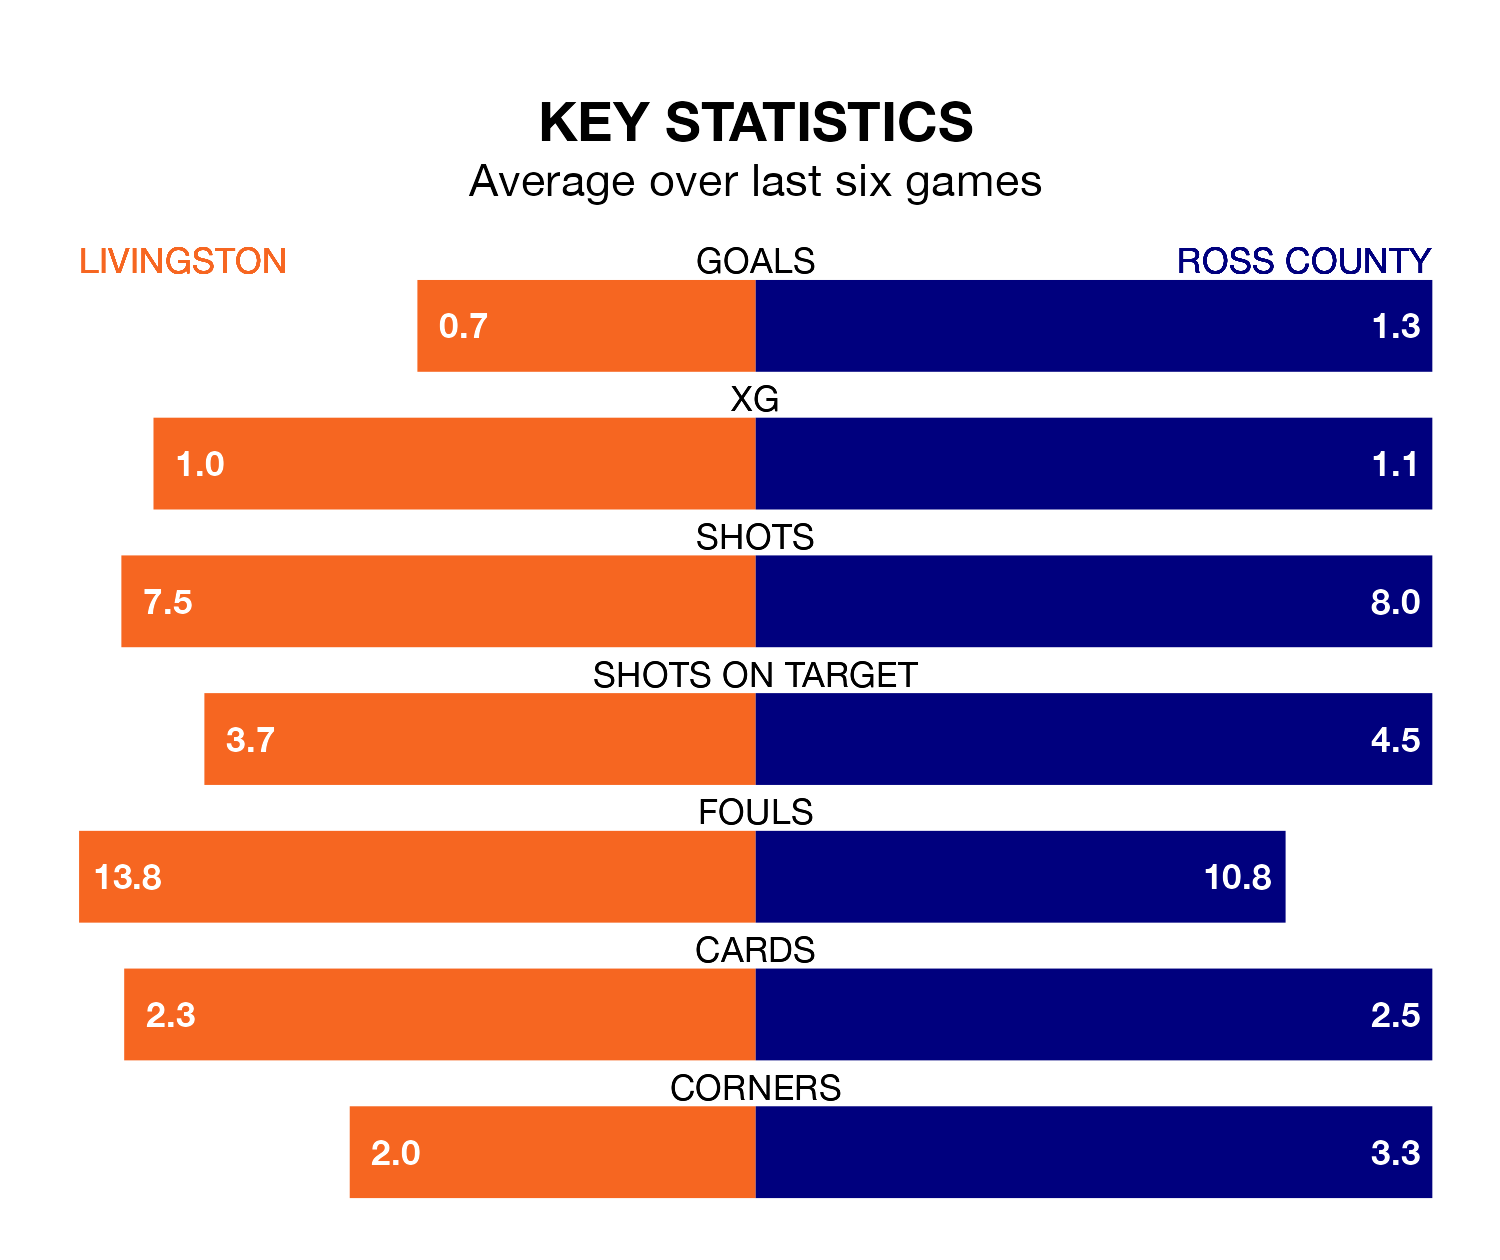 KEY STATISTICS
Average over last six games
LIVINGSTON GOALS ROSS COUNTY
0.7 1.3
XG
1.0 1.1
SHOTS
7.5 8.0
SHOTS ON TARGET
3.7 4.5
FOULS
13.8 10.8
CARDS
2.3 2.5
CORNERS
2.0 3.3